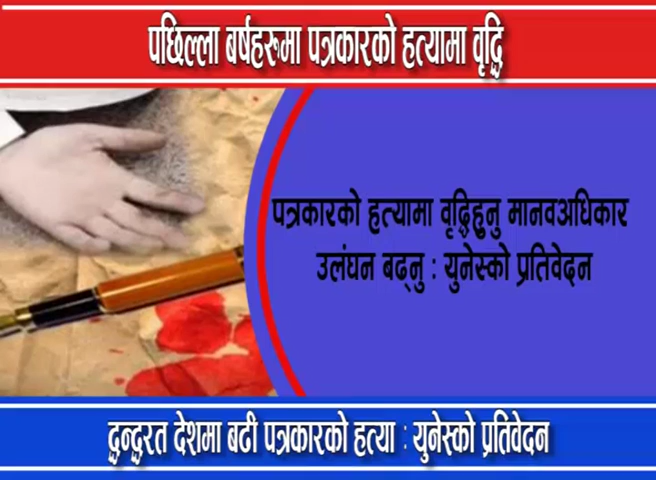 पछिल्ला बर्षहरुमा पत्रकारको हत्यामा वृद्धि
पत्रकारको हत्यामा वृद्धिहुनु मानवअधिकार
उलंघन बढ्नु : युनेस्को प्रतिवेदन
द्वन्द्वरत देशमा बढी पत्रकारको हत्या : युनेस्को प्रतिवेदन